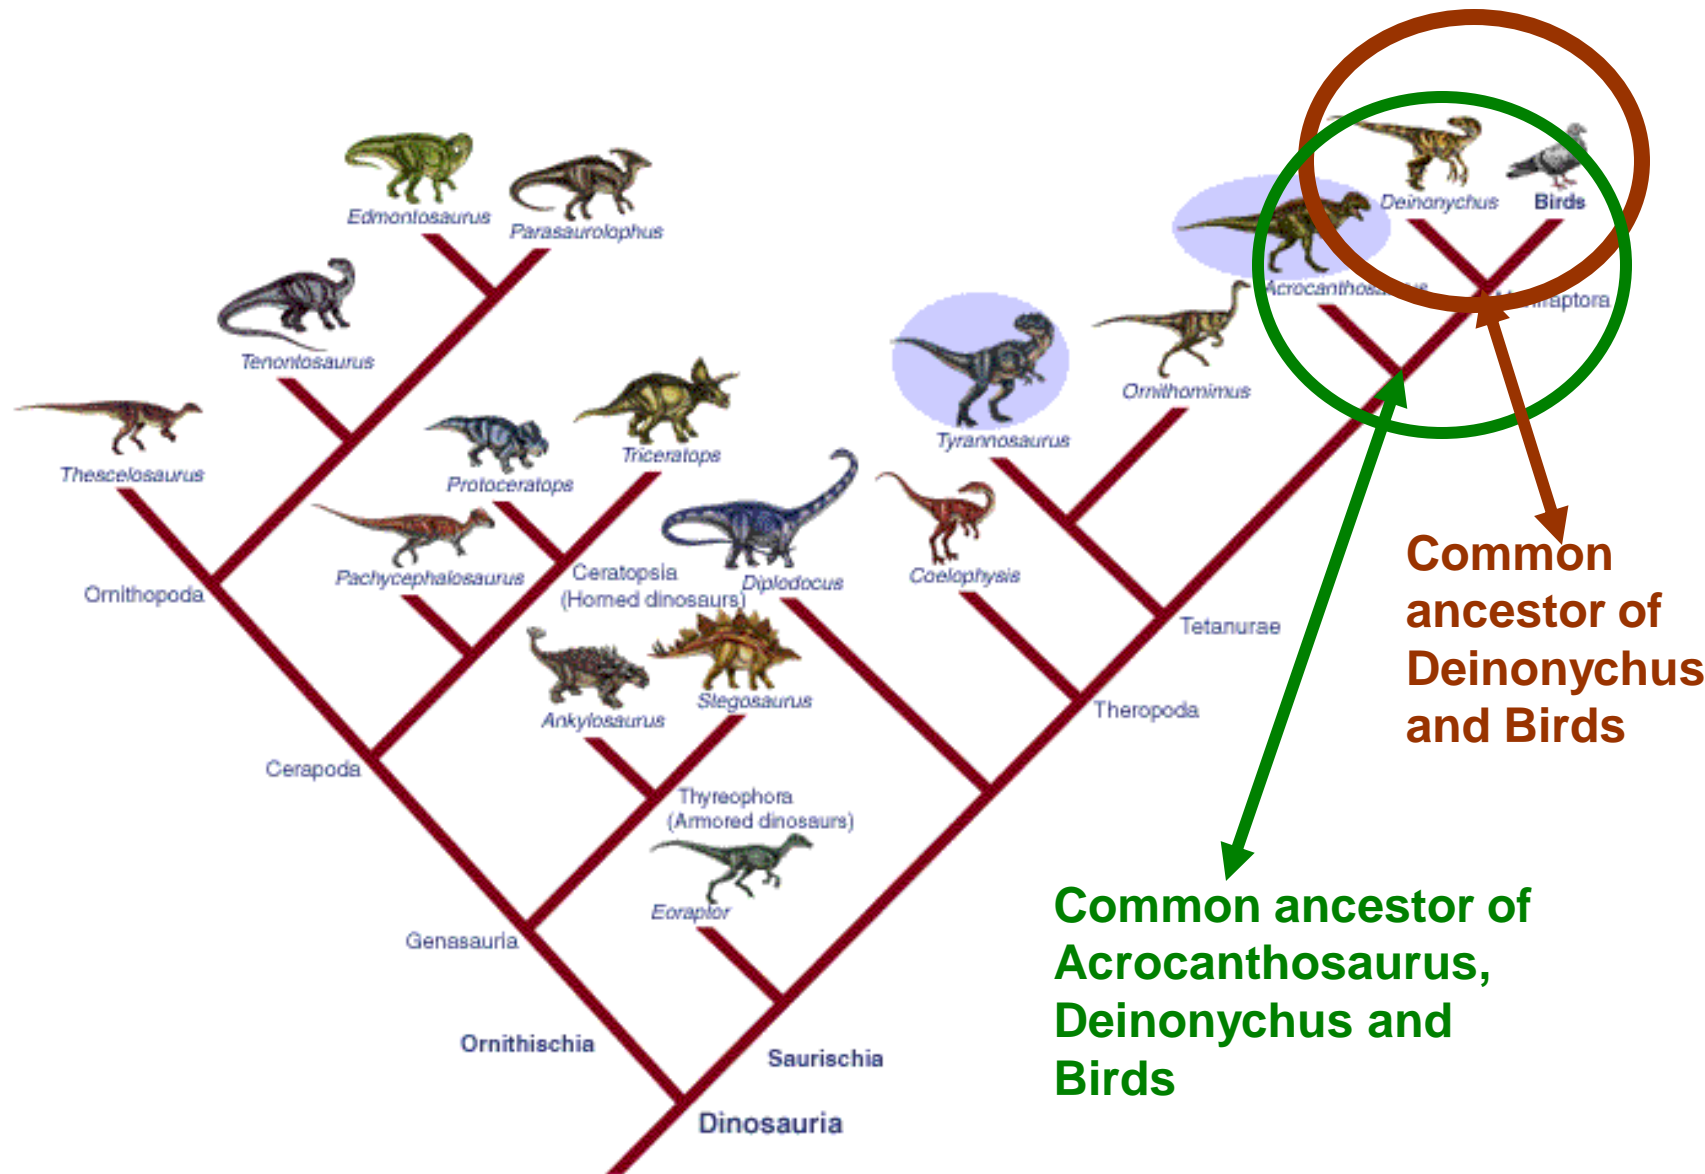 Edmontosaurus
Parasaurolophus
Deinonychus
Birds
Acrocanthosaurus
Maniraptora
Tenontosaurus
Ornithomimus
Tyrannosaurus
Thescelosaurus
Protoceratops
Triceratops
Pachycephalosaurus
Ceratopsia
(Horned dinosaurs)
Diplodocus
Coelophysis
Ornithopoda
Tetanurae
Common
ancestor of
Deinonychus
and Birds
Ankylosaurus
Stegosaurus
Theropoda
Cerapoda
Thyreophora
(Armored dinosaurs)
Eoraptor
Genasauria
Common ancestor of
Acrocanthosaurus,
Deinonychus and
Birds
Ornithischia
Saurischia
Dinosauria